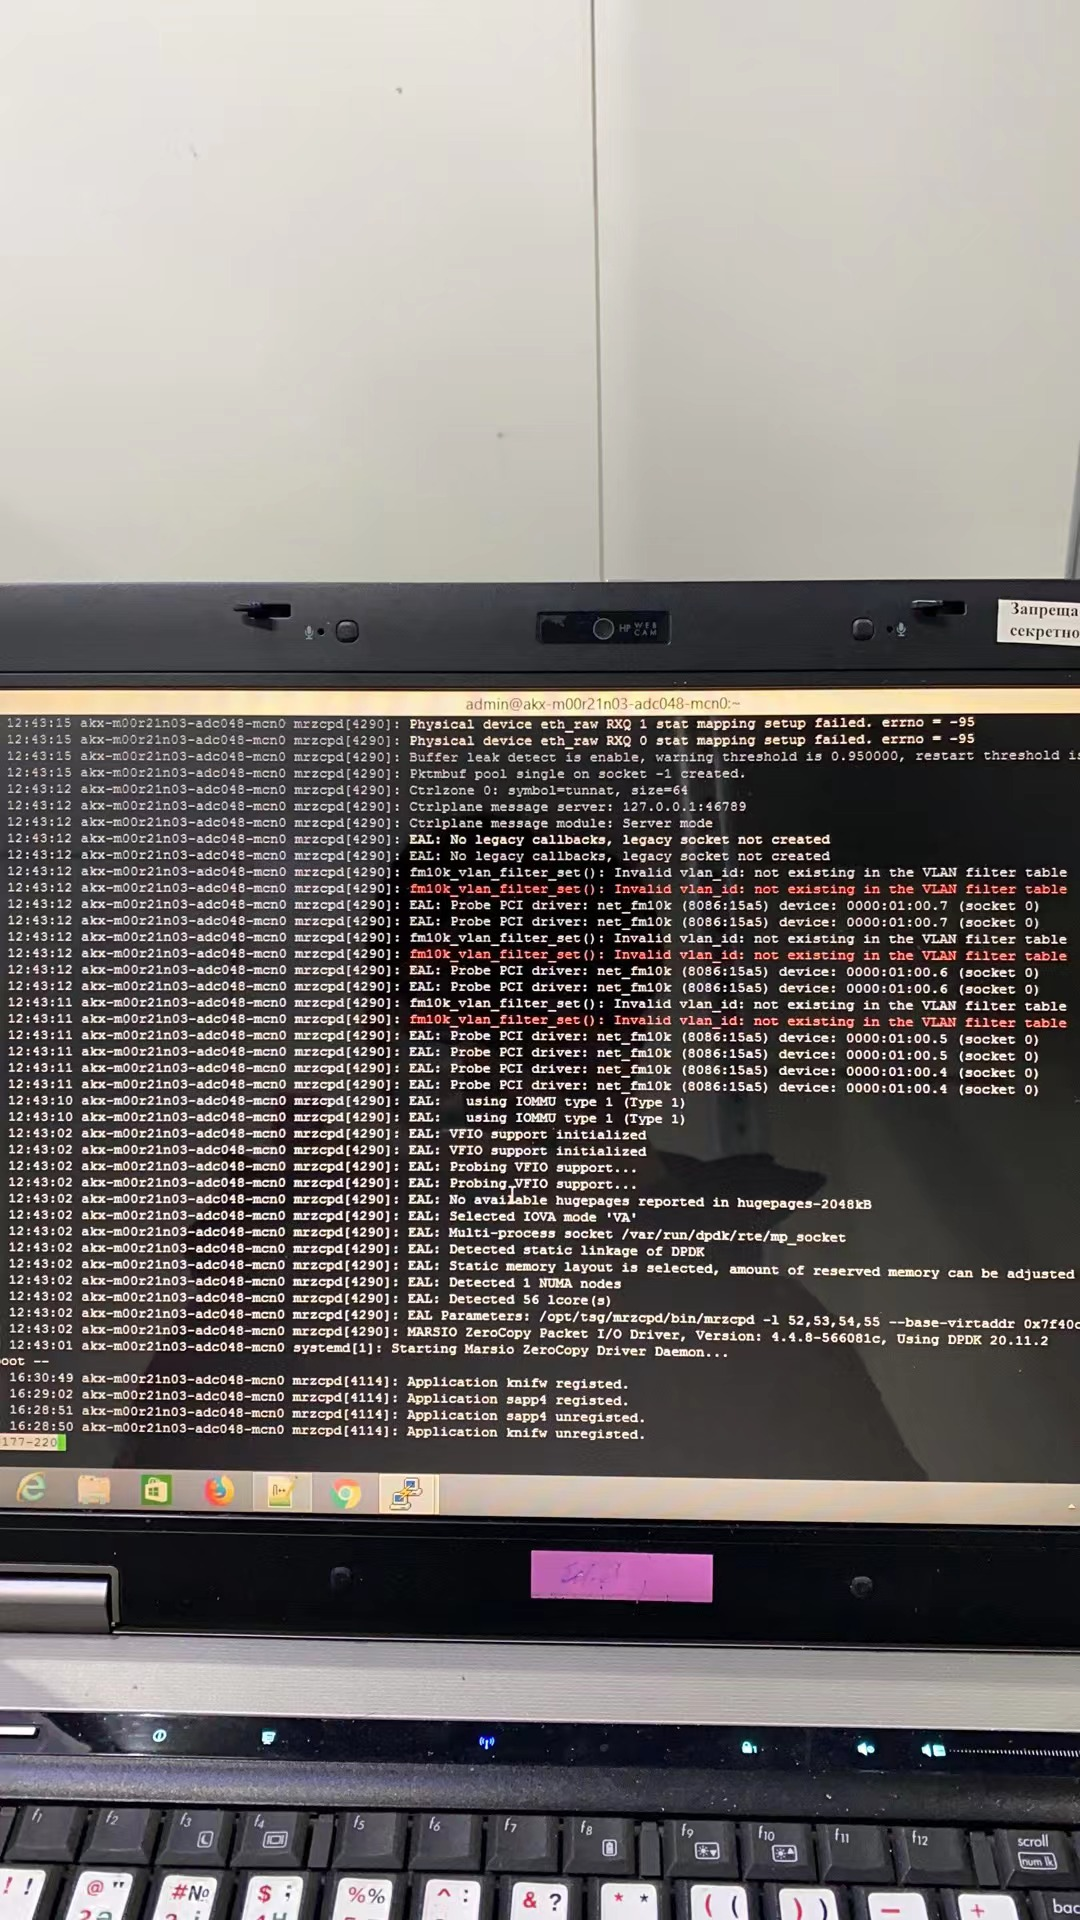 HP WEB CAM
Запреща
секретно
admin@akx-m00r21n03-adc048-mcn0:~
12:43:15 akx-m00r21n03-adc048-mcn0 mrzcpd[4290]: Physical device eth_raw RXQ 1 stat mapping setup failed. errno = -95
12:43:15 akx-m00r21n03-adc048-mcn0 mrzcpd[4290]: Physical device eth_raw RXQ 0 stat mapping setup failed. errno = -95
12:43:15 akx-m00r21n03-adc048-mcn0 mrzcpd[4290]: Buffer leak detect is enable, warning threshold is 0.950000, restart threshold is
12:43:15 akx-m00r21n03-adc048-mcn0 mrzcpd[4290]: Pktmbuf pool single on socket -1 created.
12:43:12 akx-m00r21n03-adc048-mcn0 mrzcpd[4290]: Ctrlzone 0: symbol=tunnat, size=64
12:43:12 akx-m00r21n03-adc048-mcn0 mrzcpd[4290]: Ctrlplane message server: 127.0.0.1:46789
12:43:12 akx-m00r21n03-adc048-mcn0 mrzcpd[4290]: Ctrlplane message module: Server mode
12:43:12 akx-m00r21n03-adc048-mcn0 mrzcpd[4290]: EAL: No legacy callbacks, legacy socket not created
12:43:12 akx-m00r21n03-adc048-mcn0 mrzcpd[4290]: EAL: No legacy callbacks, legacy socket not created
12:43:12 akx-m00r21n03-adc048-mcn0 mrzcpd[4290]: fm10k_vlan_filter_set(): Invalid vlan_id: not existing in the VLAN filter table
12:43:12 akx-m00r21n03-adc048-mcn0 mrzcpd[4290]: fm10k_vlan_filter_set(): Invalid vlan_id: not existing in the VLAN filter table
12:43:12 akx-m00r21n03-adc048-mcn0 mrzcpd[4290]: EAL: Probe PCI driver: net_fm10k (8086:15a5) device: 0000:01:00.7 (socket 0)
12:43:12 akx-m00r21n03-adc048-mcn0 mrzcpd[4290]: EAL: Probe PCI driver: net_fm10k (8086:15a5) device: 0000:01:00.7 (socket 0)
12:43:12 akx-m00r21n03-adc048-mcn0 mrzcpd[4290]: fm10k_vlan_filter_set(): Invalid vlan_id: not existing in the VLAN filter table
12:43:12 akx-m00r21n03-adc048-mcn0 mrzcpd[4290]: fm10k_vlan_filter_set(): Invalid vlan_id: not existing in the VLAN filter table
12:43:12 akx-m00r21n03-adc048-mcn0 mrzcpd[4290]: EAL: Probe PCI driver: net_fm10k (8086:15a5) device: 0000:01:00.6 (socket 0)
12:43:12 akx-m00r21n03-adc048-mcn0 mrzcpd[4290]: EAL: Probe PCI driver: net_fm10k (8086:15a5) device: 0000:01:00.6 (socket 0)
12:43:11 akx-m00r21n03-adc048-mcn0 mrzcpd[4290]: fm10k_vlan_filter_set(): Invalid vlan_id: not existing in the VLAN filter table
12:43:11 akx-m00r21n03-adc048-mcn0 mrzcpd[4290]: fm10k_vlan_filter_set(): Invalid vlan_id: not existing in the VLAN filter table
12:43:11 akx-m00r21n03-adc048-mcn0 mrzcpd[4290]: EAL: Probe PCI driver: net_fm10k (8086:15a5) device: 0000:01:00.5 (socket 0)
12:43:11 akx-m00r21n03-adc048-mcn0 mrzcpd[4290]: EAL: Probe PCI driver: net_fm10k (8086:15a5) device: 0000:01:00.5 (socket 0)
12:43:11 akx-m00r21n03-adc048-mcn0 mrzcpd[4290]: EAL: Probe PCI driver: net_fm10k (8086:15a5) device: 0000:01:00.4 (socket 0)
12:43:11 akx-m00r21n03-adc048-mcn0 mrzcpd[4290]: EAL: Probe PCI driver: net_fm10k (8086:15a5) device: 0000:01:00.4 (socket 0)
12:43:10 akx-m00r21n03-adc048-mcn0 mrzcpd[4290]: EAL:   using IOMMU type 1 (Type 1)
12:43:10 akx-m00r21n03-adc048-mcn0 mrzcpd[4290]: EAL:   using IOMMU type 1 (Type 1)
12:43:02 akx-m00r21n03-adc048-mcn0 mrzcpd[4290]: EAL: VFIO support initialized
12:43:02 akx-m00r21n03-adc048-mcn0 mrzcpd[4290]: EAL: VFIO support initialized
12:43:02 akx-m00r21n03-adc048-mcn0 mrzcpd[4290]: EAL: Probing VFIO support...
12:43:02 akx-m00r21n03-adc048-mcn0 mrzcpd[4290]: EAL: Probing VFIO support...
12:43:02 akx-m00r21n03-adc048-mcn0 mrzcpd[4290]: EAL: No available hugepages reported in hugepages-2048kB
12:43:02 akx-m00r21n03-adc048-mcn0 mrzcpd[4290]: EAL: Selected IOVA mode 'VA'
12:43:02 akx-m00r21n03-adc048-mcn0 mrzcpd[4290]: EAL: Multi-process socket /var/run/dpdk/rte/mp_socket
12:43:02 akx-m00r21n03-adc048-mcn0 mrzcpd[4290]: EAL: Detected static linkage of DPDK
12:43:02 akx-m00r21n03-adc048-mcn0 mrzcpd[4290]: EAL: Static memory layout is selected, amount of reserved memory can be adjusted
12:43:02 akx-m00r21n03-adc048-mcn0 mrzcpd[4290]: EAL: Detected 1 NUMA nodes
12:43:02 akx-m00r21n03-adc048-mcn0 mrzcpd[4290]: EAL: Detected 56 lcore(s)
12:43:02 akx-m00r21n03-adc048-mcn0 mrzcpd[4290]: EAL Parameters: /opt/tsg/mrzcpd/bin/mrzcpd -l 52,53,54,55 --base-virtaddr 0x7f40c
12:43:02 akx-m00r21n03-adc048-mcn0 mrzcpd[4290]: MARSIO ZeroCopy Packet I/O Driver, Version: 4.4.8-566081c, Using DPDK 20.11.2
12:43:01 akx-m00r21n03-adc048-mcn0 systemd[1]: Starting Marsio ZeroCopy Driver Daemon...
oot --
16:30:49 akx-m00r21n03-adc048-mcn0 mrzcpd[4114]: Application knifw registed.
16:29:02 akx-m00r21n03-adc048-mcn0 mrzcpd[4114]: Application sapp4 registed.
16:28:51 akx-m00r21n03-adc048-mcn0 mrzcpd[4114]: Application sapp4 unregisted.
16:28:50 akx-m00r21n03-adc048-mcn0 mrzcpd[4114]: Application knifw unregisted.
177-220
f1 f2 f3 f4 f5 f6 f7 f8 f9 f10 f11 f12 scroll
num lk
! ! @ " #№ $ ; %% ^ : & ? * * ( ( ) ) - + bac